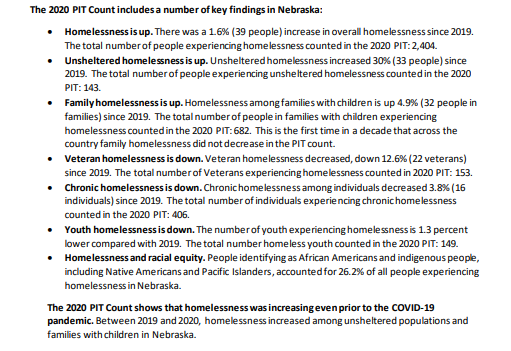 The 2020 PIT Count includes a number of key findings in Nebraska:
• Homelessness is up. There was a 1.6% (39 people) increase in overall homelessness since 2019.
The total number of people experiencing homelessness counted in the 2020 PIT: 2,404.
• Unsheltered homelessness is up. Unsheltered homelessness increased 30% (33 people) since
2019. The total number of people experiencing unsheltered homelessness counted in the 2020
PIT: 143.
• Family homelessness is up. Homelessness among families with children is up 4.9% (32 people in
families) since 2019. The total number of people in families with children experiencing
homelessness counted in the 2020 PIT: 682. This is the first time in a decade that across the
country family homelessness did not decrease in the PIT count.
• Veteran homelessness is down. Veteran homelessness decreased, down 12.6% (22 veterans)
since 2019. The total number of Veterans experiencing homelessness counted in 2020 PIT: 153.
• Chronic homelessness is down. Chronic homelessness among individuals decreased 3.8% (16
individuals) since 2019. The total number of individuals experiencing chronic homelessness
counted in the 2020 PIT: 406.
• Youth homelessness is down. The number of youth experiencing homelessness is 1.3 percent
lower compared with 2019. The total number homeless youth counted in the 2020 PIT: 149.
• Homelessness and racial equity. People identifying as African Americans and indigenous people,
including Native Americans and Pacific Islanders, accounted for 26.2% of all people experiencing
homelessness in Nebraska.
The 2020 PIT Count shows that homelessness was increasing even prior to the COVID-19
pandemic. Between 2019 and 2020, homelessness increased among unsheltered populations and
families with children in Nebraska.